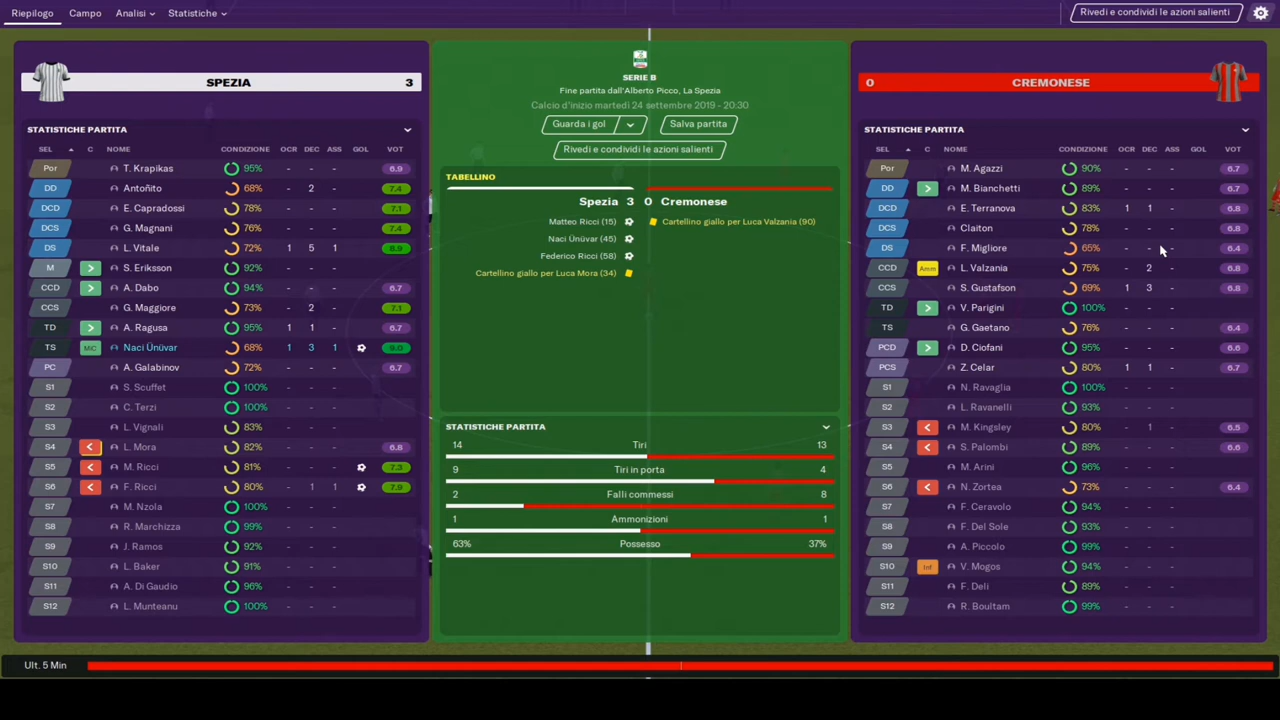 Riepilogo Campo Analisi Statistiche Rivedi e condividi le azioni salienti
SPEZIA 3
STATISTICHE PARTITA
SEL C NOME CONDIZIONE OCR DEC ASS GOL VOT
Por T. Krapikas 95% - - - 6.9
DD Antoñito 68% - 2 - 7.4
DCD E. Capradossi 78% - - - 7.1
DCS G. Magnani 76% - - - 7.4
DS L. Vitale 72% 1 5 1 8.9
M S. Eriksson 92% - - -
CCD A. Dabo 94% - - - 6.7
CCS G. Maggiore 73% - 2 - 7.1
TD A. Ragusa 95% 1 1 - 6.7
TS MIC Naci Ünüvar 68% 1 3 1 9.0
PC A. Galabinov 72% - - - 6.7
S1 S. Scuffet 100% - - -
S2 C. Terzi 100% - - -
S3 L. Vignali 83% - - -
S4 L. Mora 82% - - - 6.8
S5 M. Ricci 81% - - - 7.3
S6 F. Ricci 80% - 1 1 7.9
S7 M. Nzola 100% - - -
S8 R. Marchizza 99% - - -
S9 J. Ramos 92% - - -
S10 L. Baker 91% - - -
S11 A. Di Gaudio 96% - - -
S12 L. Munteanu 100% - - -
SERIE B
Fine partita dall'Alberto Picco, La Spezia
Calcio d'inizio martedì 24 settembre 2019 - 20:30
Guarda i gol Salva partita
Rivedi e condividi le azioni salienti
TABELLINO
Spezia 3 0 Cremonese
Matteo Ricci (15) Cartellino giallo per Luca Valzania (90)
Naci Ünüvar (45)
Federico Ricci (58)
Cartellino giallo per Luca Mora (34)
STATISTICHE PARTITA
14 Tiri 13
9 Tiri in porta 4
2 Falli commessi 8
1 Ammonizioni 1
63% Possesso 37%
0 CREMONESE
STATISTICHE PARTITA
SEL C NOME CONDIZIONE OCR DEC ASS GOL VOT
Por M. Agazzi 90% - - - 6.7
DD M. Bianchetti 89% - - - 6.7
DCD E. Terranova 83% 1 1 - 6.8
DCS Claiton 78% - - - 6.8
DS F. Migliore 65% - - - 6.4
CCD Amm L. Valzania 75% - 2 - 6.8
CCS S. Gustafson 69% 1 3 - 6.8
TD V. Parigini 100% - - -
TS G. Gaetano 76% - - - 6.4
PCD D. Ciofani 95% - - - 6.6
PCS Z. Celar 80% 1 1 - 6.7
S1 N. Ravaglia 100% - - -
S2 L. Ravanelli 93% - - -
S3 M. Kingsley 80% - 1 - 6.5
S4 S. Palombi 89% - - - 6.6
S5 M. Arini 96% - - -
S6 N. Zortea 73% - - - 6.4
S7 F. Ceravolo 94% - - -
S8 F. Del Sole 93% - - -
S9 A. Piccolo 99% - - -
S10 Inf V. Mogos 94% - - -
S11 F. Deli 89% - - -
S12 R. Boultam 99% - - -
Ult. 5 Min